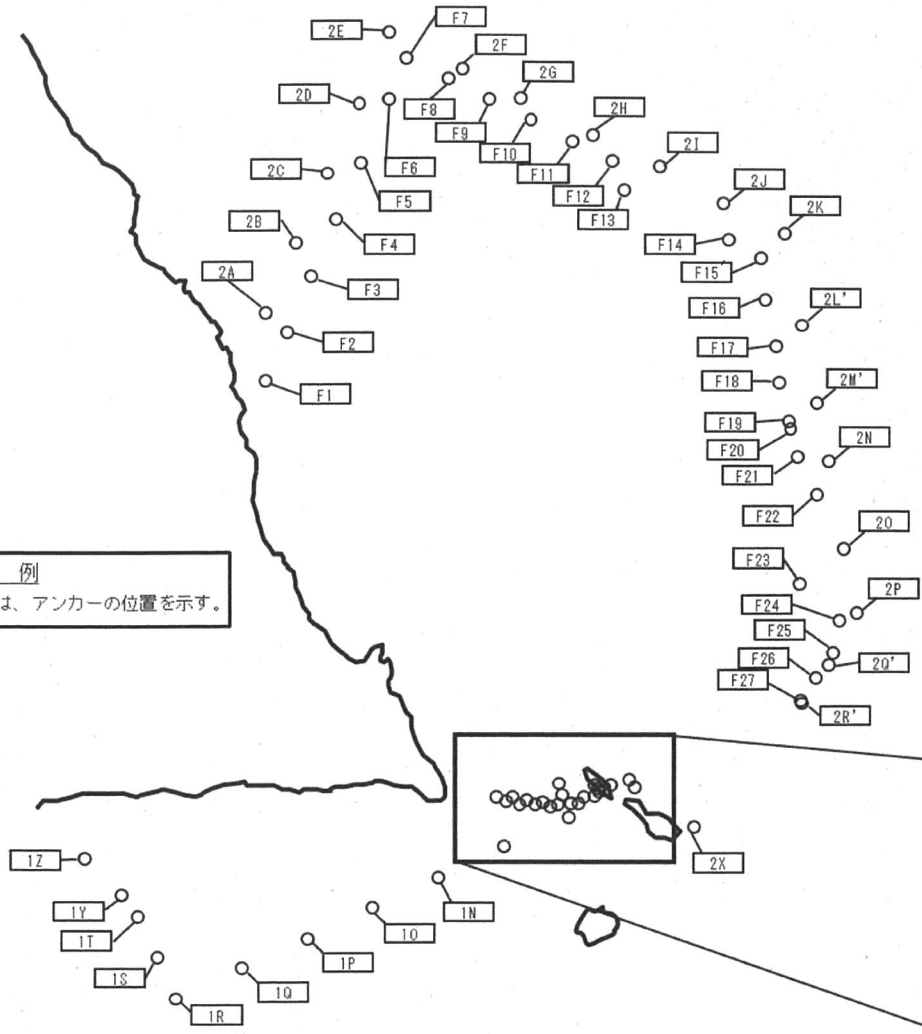 F7
2E
2F
2G
2D
F8
2H
F9
F10
2I
F6
F11
2C
2J
F12
F5
2K
F13
2B
F4
F14
2A
F15'
F3
2L'
F16
F2
F17
2M'
F18
F1
F19
2N
F20
F21
F22
2O
例
F23
は、アンカーの位置を示す。
2P
F24
F25
F26
2Q'
F27
2R'
1Z
2X
1Y
1N
1T
1O
1P
1S
1Q
1R